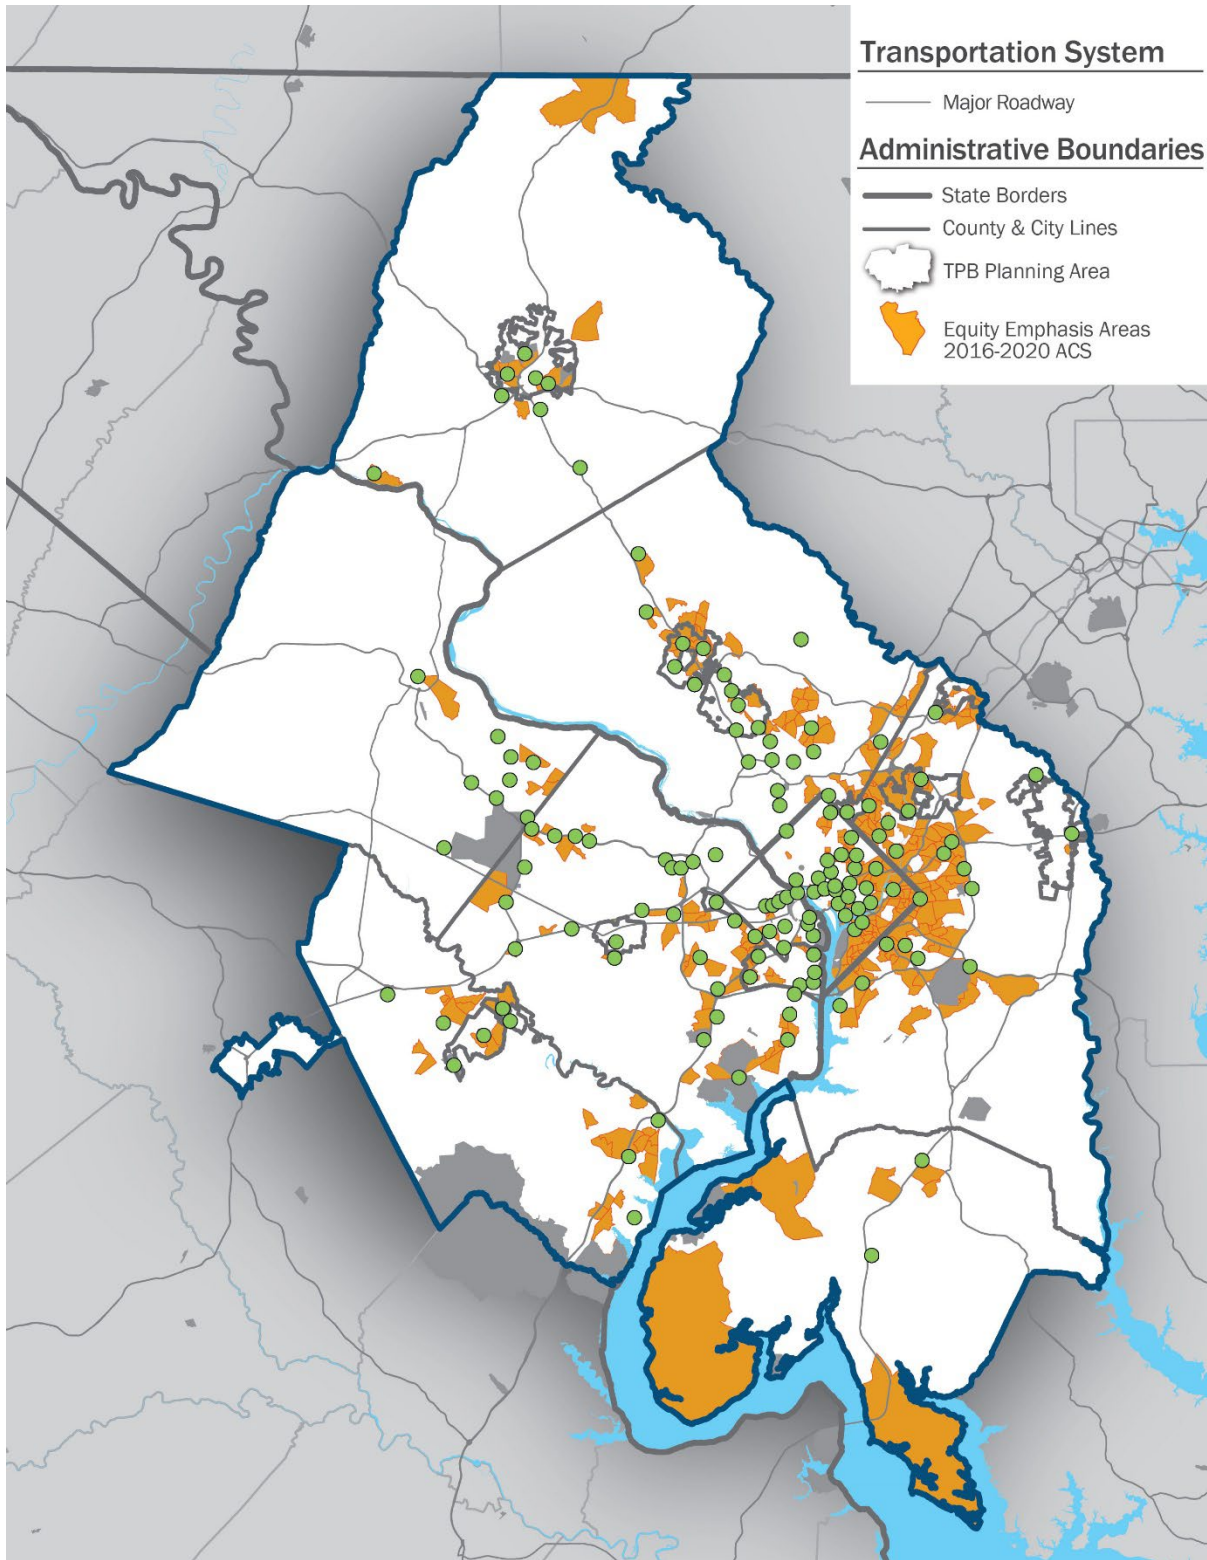 Transportation System
Major Roadway
Administrative Boundaries
State Borders
County & City Lines
TPB Planning Area
Equity Emphasis Areas
2016-2020 ACS